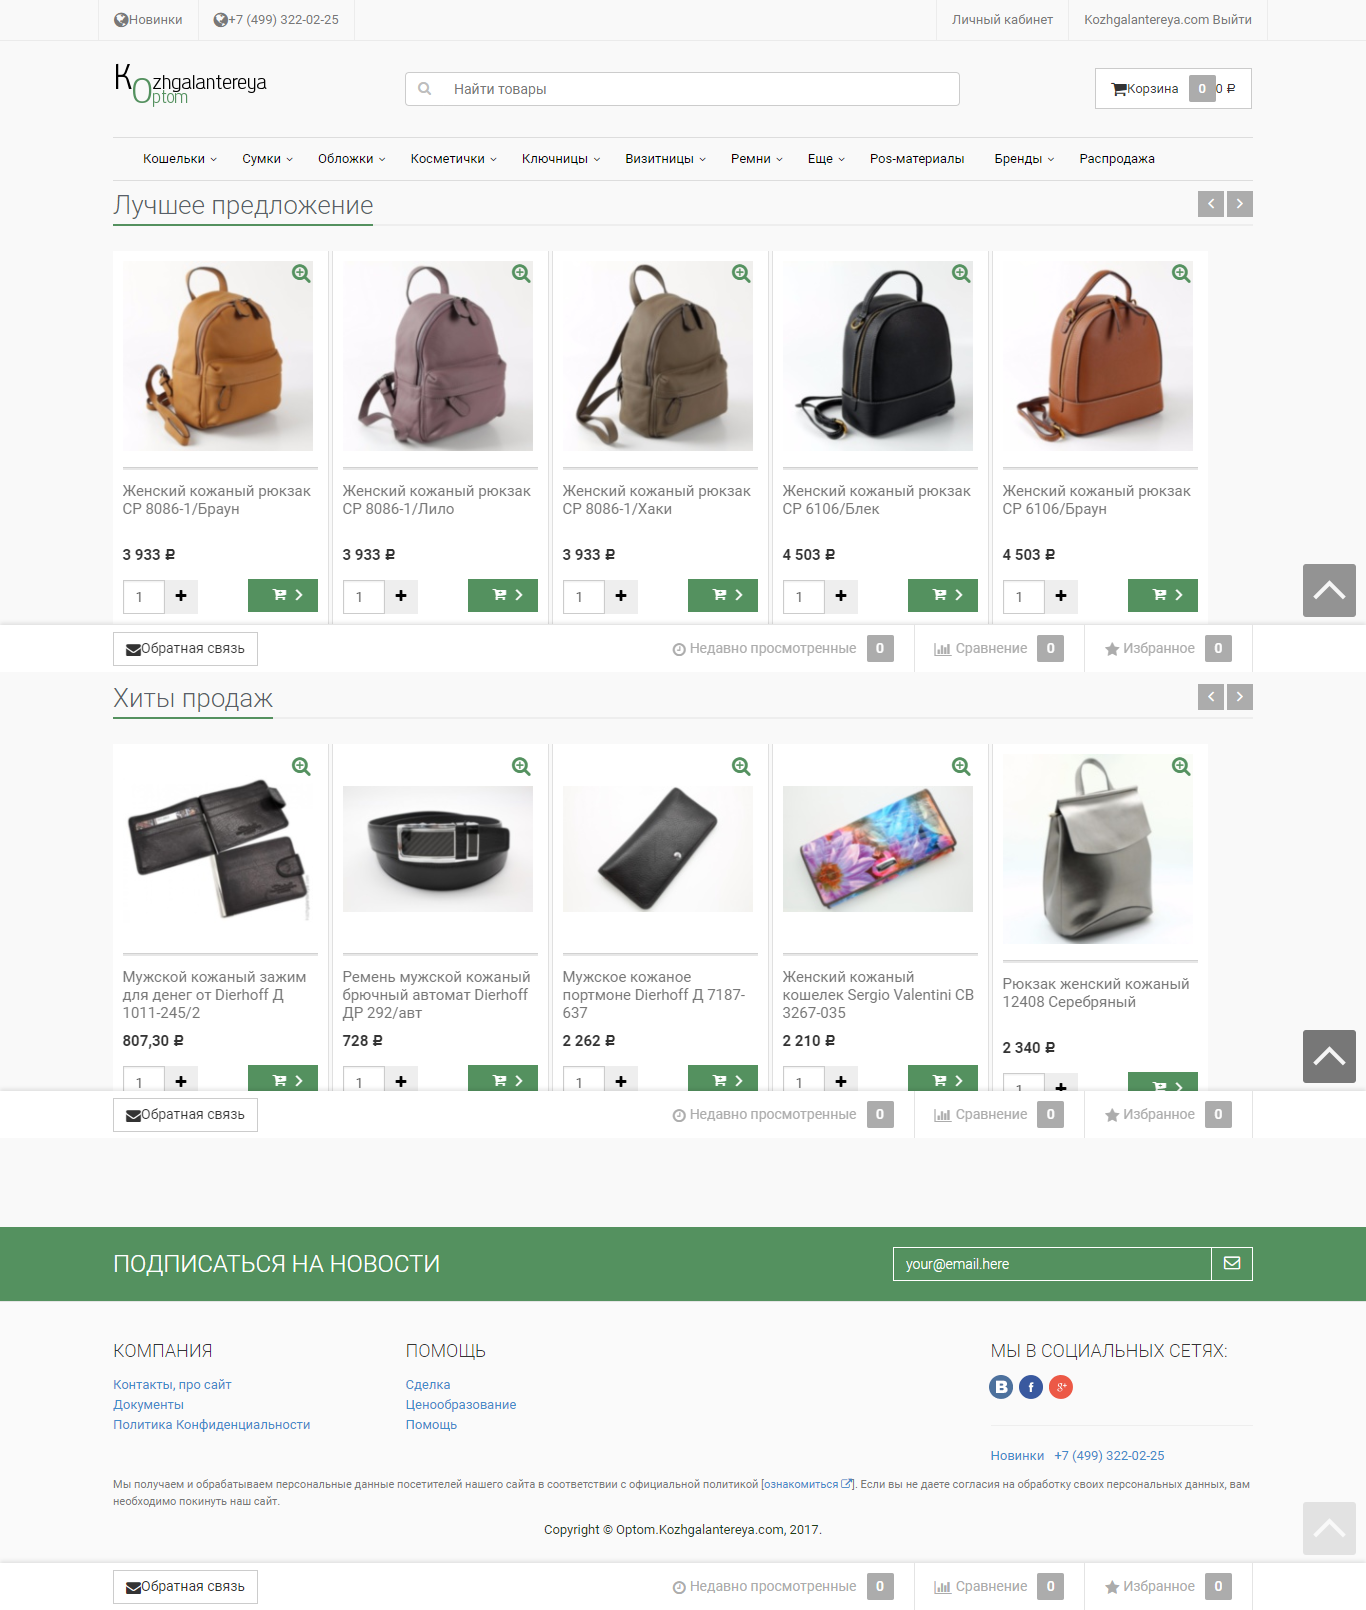 Новинки
+7 (499) 322-02-25
Личный кабинет
Kozhgalantereya.com Выйти
Kozhgalantereya
Optom
Найти товары
Корзина 0 0 ₽
Кошельки
Сумки
Обложки
Косметички
Ключницы
Визитницы
Ремни
Еще
Pos-материалы
Бренды
Распродажа
Лучшее предложение
Женский кожаный рюкзак
СР 8086-1/Браун
3 933 ₽
1
Женский кожаный рюкзак
СР 8086-1/Лило
3 933 ₽
1
Женский кожаный рюкзак
СР 8086-1/Хаки
3 933 ₽
1
Женский кожаный рюкзак
СР 6106/Блек
4 503 ₽
1
Женский кожаный рюкзак
СР 6106/Браун
4 503 ₽
1
Обратная связь
Недавно просмотренные 0
Сравнение 0
Избранное 0
Хиты продаж
Мужской кожаный зажим
для денег от Dierhoff Д
1011-245/2
807,30 ₽
1
Ремень мужской кожаный
брючный автомат Dierhoff
ДР 292/авт
728 ₽
1
Мужское кожаное
портмоне Dierhoff Д 7187-
637
2 262 ₽
1
Женский кожаный
кошелек Sergio Valentini СВ
3267-035
2 210 ₽
1
Рюкзак женский кожаный
12408 Серебряный
2 340 ₽
1
Обратная связь
Недавно просмотренные 0
Сравнение 0
Избранное 0
ПОДПИСАТЬСЯ НА НОВОСТИ
your@email.here
КОМПАНИЯ
Контакты, про сайт
Документы
Политика Конфиденциальности
ПОМОЩЬ
Сделка
Ценообразование
Помощь
МЫ В СОЦИАЛЬНЫХ СЕТЯХ:
Новинки +7 (499) 322-02-25
Мы получаем и обрабатываем персональные данные посетителей нашего сайта в соответствии с официальной политикой [ознакомиться]. Если вы не даете согласия на обработку своих персональных данных, вам
необходимо покинуть наш сайт.
Copyright © Optom.Kozhgalantereya.com, 2017.
Обратная связь
Недавно просмотренные 0
Сравнение 0
Избранное 0